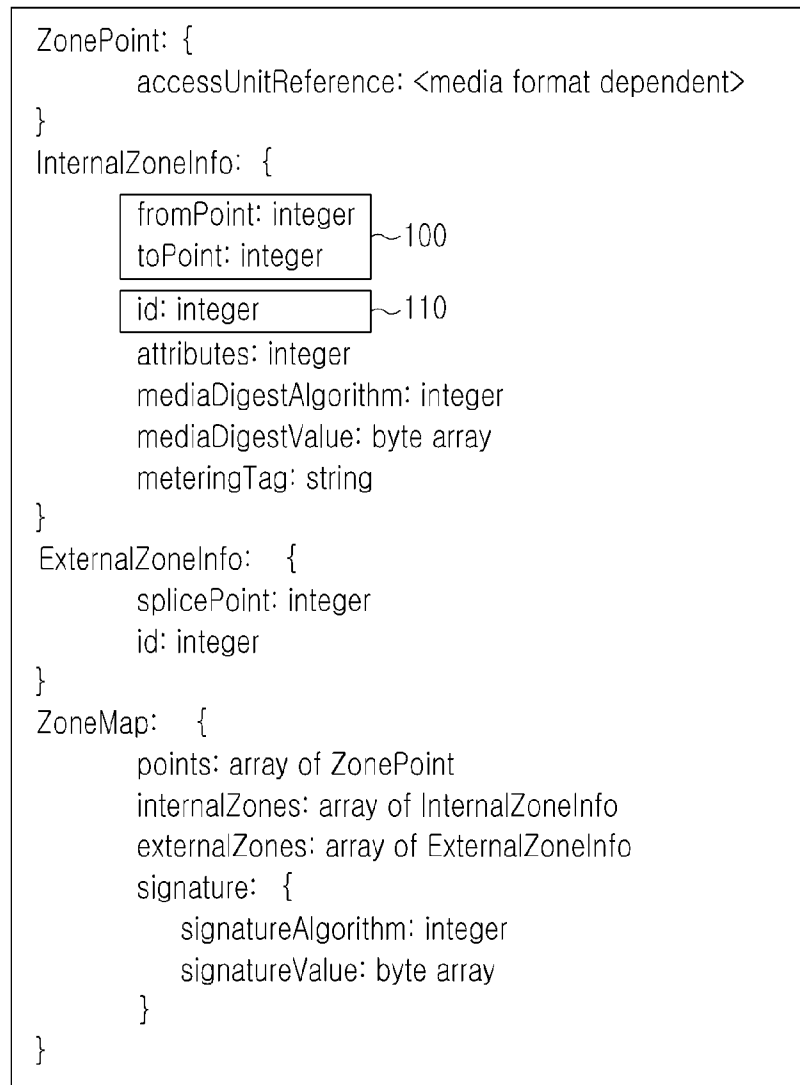 ZonePoint: {
accessUnitReference: <media format dependent>
}
InternalZoneInfo: {
fromPoint: integer
toPoint: integer
~100
id: integer ~110
attributes: integer
mediaDigestAlgorithm: integer
mediaDigestValue: byte array
meteringTag: string
}
ExternalZoneInfo: {
splicePoint: integer
id: integer
}
ZoneMap: {
points: array of ZonePoint
internalZones: array of InternalZoneInfo
externalZones: array of ExternalZoneInfo
signature: {
signatureAlgorithm: integer
signatureValue: byte array
}
}